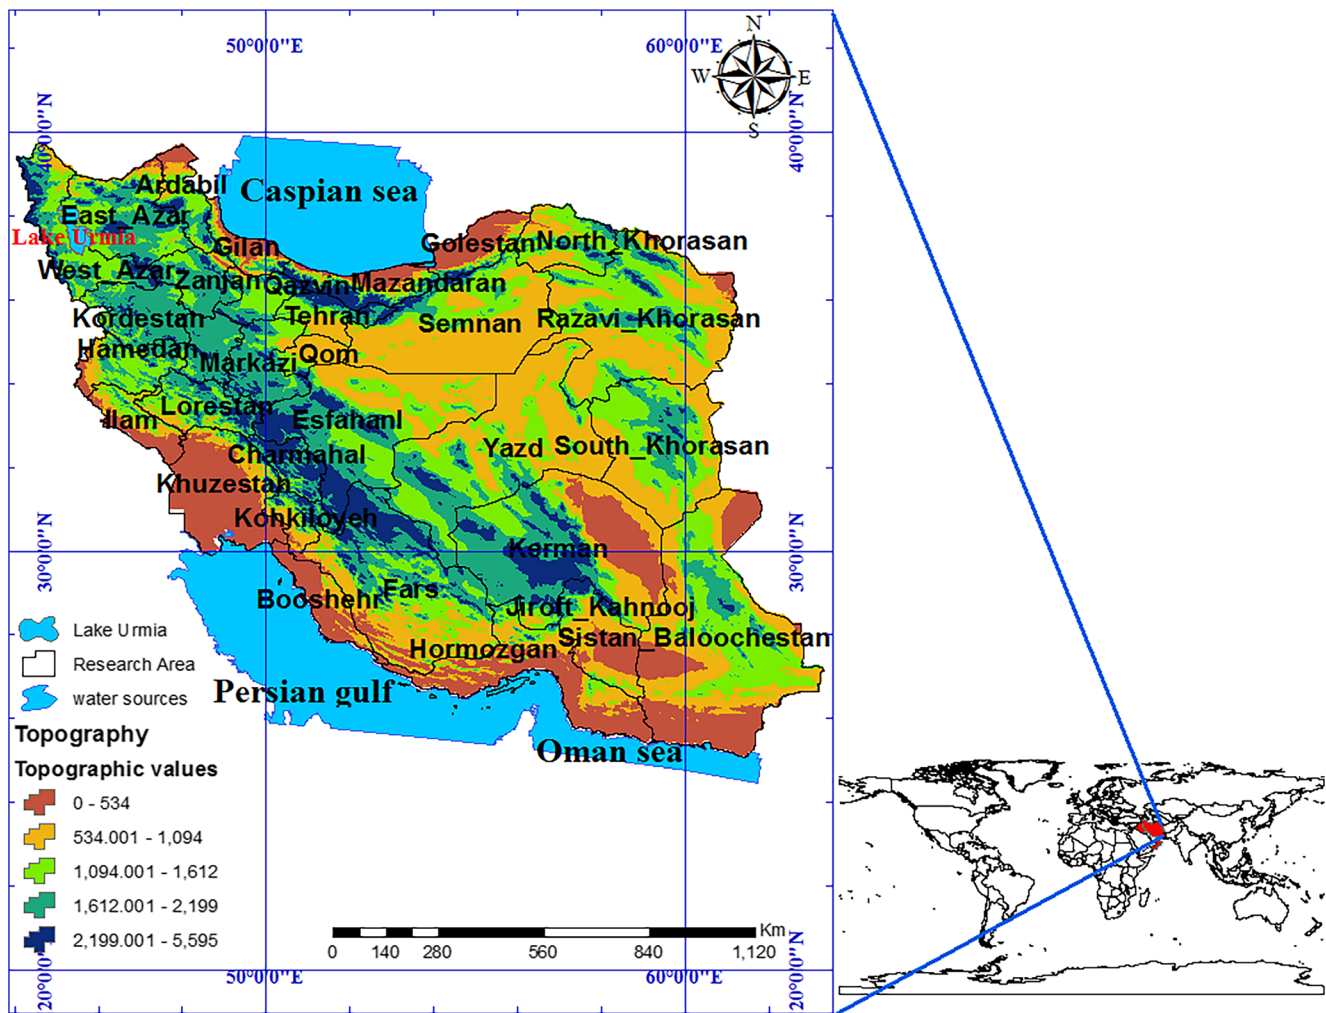 50°0'0"E
60°0'0"E
N
W
E
S
40°0'0"N
40°0'0"N
Caspian sea
Ardabil
East_Azar
Lake Urmia
Gilan
Golestan
North_Khorasan
West_Azar
Zanjan
Qazvin
Mazandaran
Kordestan
Tehran
Semnan
Razavi_Khorasan
Hamedan
Markazi
Qom
Ilam
Lorestan
Esfahanl
Charmahal
Yazd
South_Khorasan
Khuzestan
Kohkiloyeh
30°0'0"N
30°0'0"N
Kerman
Booshehr
Fars
Jiroft_Kahnooj
Hormozgan
Sistan_Baloochestan
Persian gulf
Oman sea
Lake Urmia
Research Area
water sources
Topography
Topographic values
0 - 534
534.001 - 1,094
1,094.001 - 1,612
1,612.001 - 2,199
2,199.001 - 5,595
Km
0 140 280 560 840 1,120
20°0'0"N
20°0'0"N
50°0'0"E
60°0'0"E